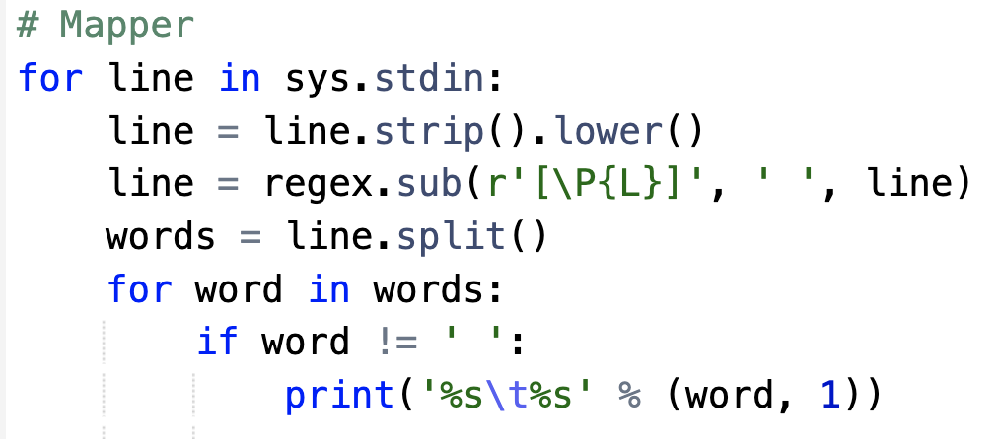 # Mapper
for line in sys.stdin:
    line = line.strip().lower()
    line = regex.sub(r'[\P{L}]', ' ', line)
    words = line.split()
    for word in words:
        if word != ' ':
            print('%s\t%s' % (word, 1))